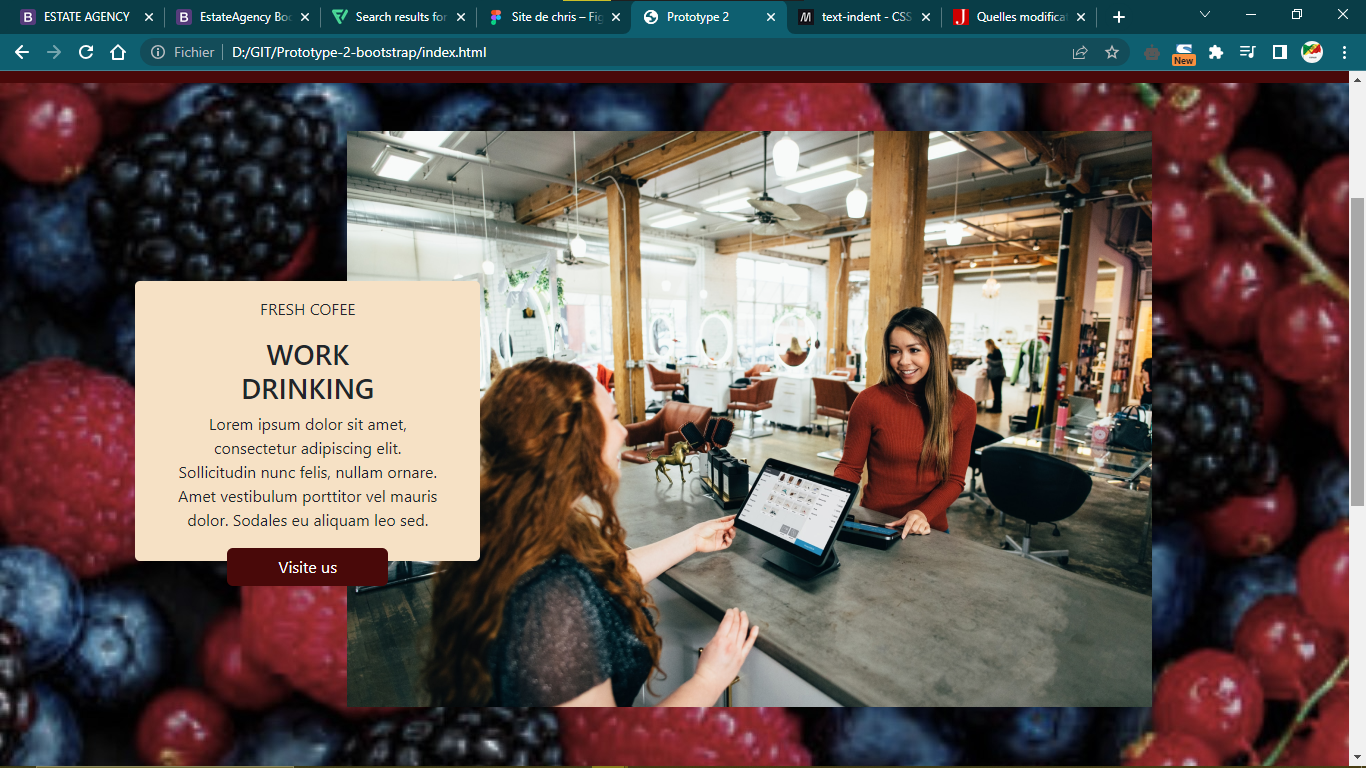 ESTATE AGENCY
EstateAgency Boo
Search results for
Site de chris – Fig
Prototype 2
text-indent - CSS
Quelles modificat
Fichier
D:/GIT/Prototype-2-bootstrap/index.html
New
FRESH COFEE
WORK
DRINKING
Lorem ipsum dolor sit amet,
consectetur adipiscing elit.
Sollicitudin nunc felis, nullam ornare.
Amet vestibulum porttitor vel mauris
dolor. Sodales eu aliquam leo sed.
Visite us